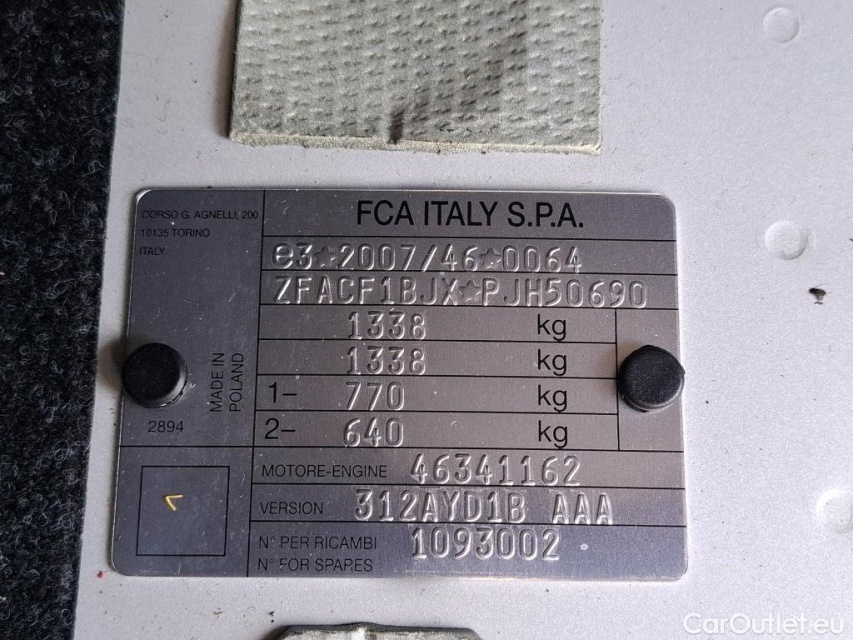 CORSO G. AGNELLI, 200
10135 TORINO
ITALY
FCA ITALY S.P.A.
e3*2007/46*0064
ZFACF1BJX*PJH50690
1338 kg
1338 kg
1- 770 kg
2- 640 kg
MADE IN
POLAND
2894
MOTORE-ENGINE 46341162
VERSION 312AYD1B AAA
N° PER RICAMBI 1093002
N° FOR SPARES
CarOutlet.eu